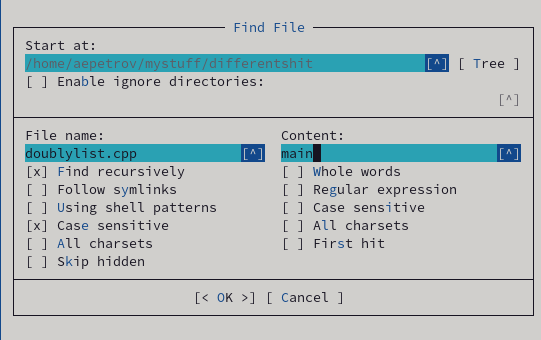 Find File
Start at:
/home/aepetrov/mystuff/differentshit [^] [ Tree ]
[ ] Enable ignore directories:
[^]
File name: Content:
doublylist.cpp [^] main [^]
[x] Find recursively [ ] Whole words
[ ] Follow symlinks [ ] Regular expression
[ ] Using shell patterns [ ] Case sensitive
[x] Case sensitive [ ] All charsets
[ ] All charsets [ ] First hit
[ ] Skip hidden
[< OK >] [ Cancel ]